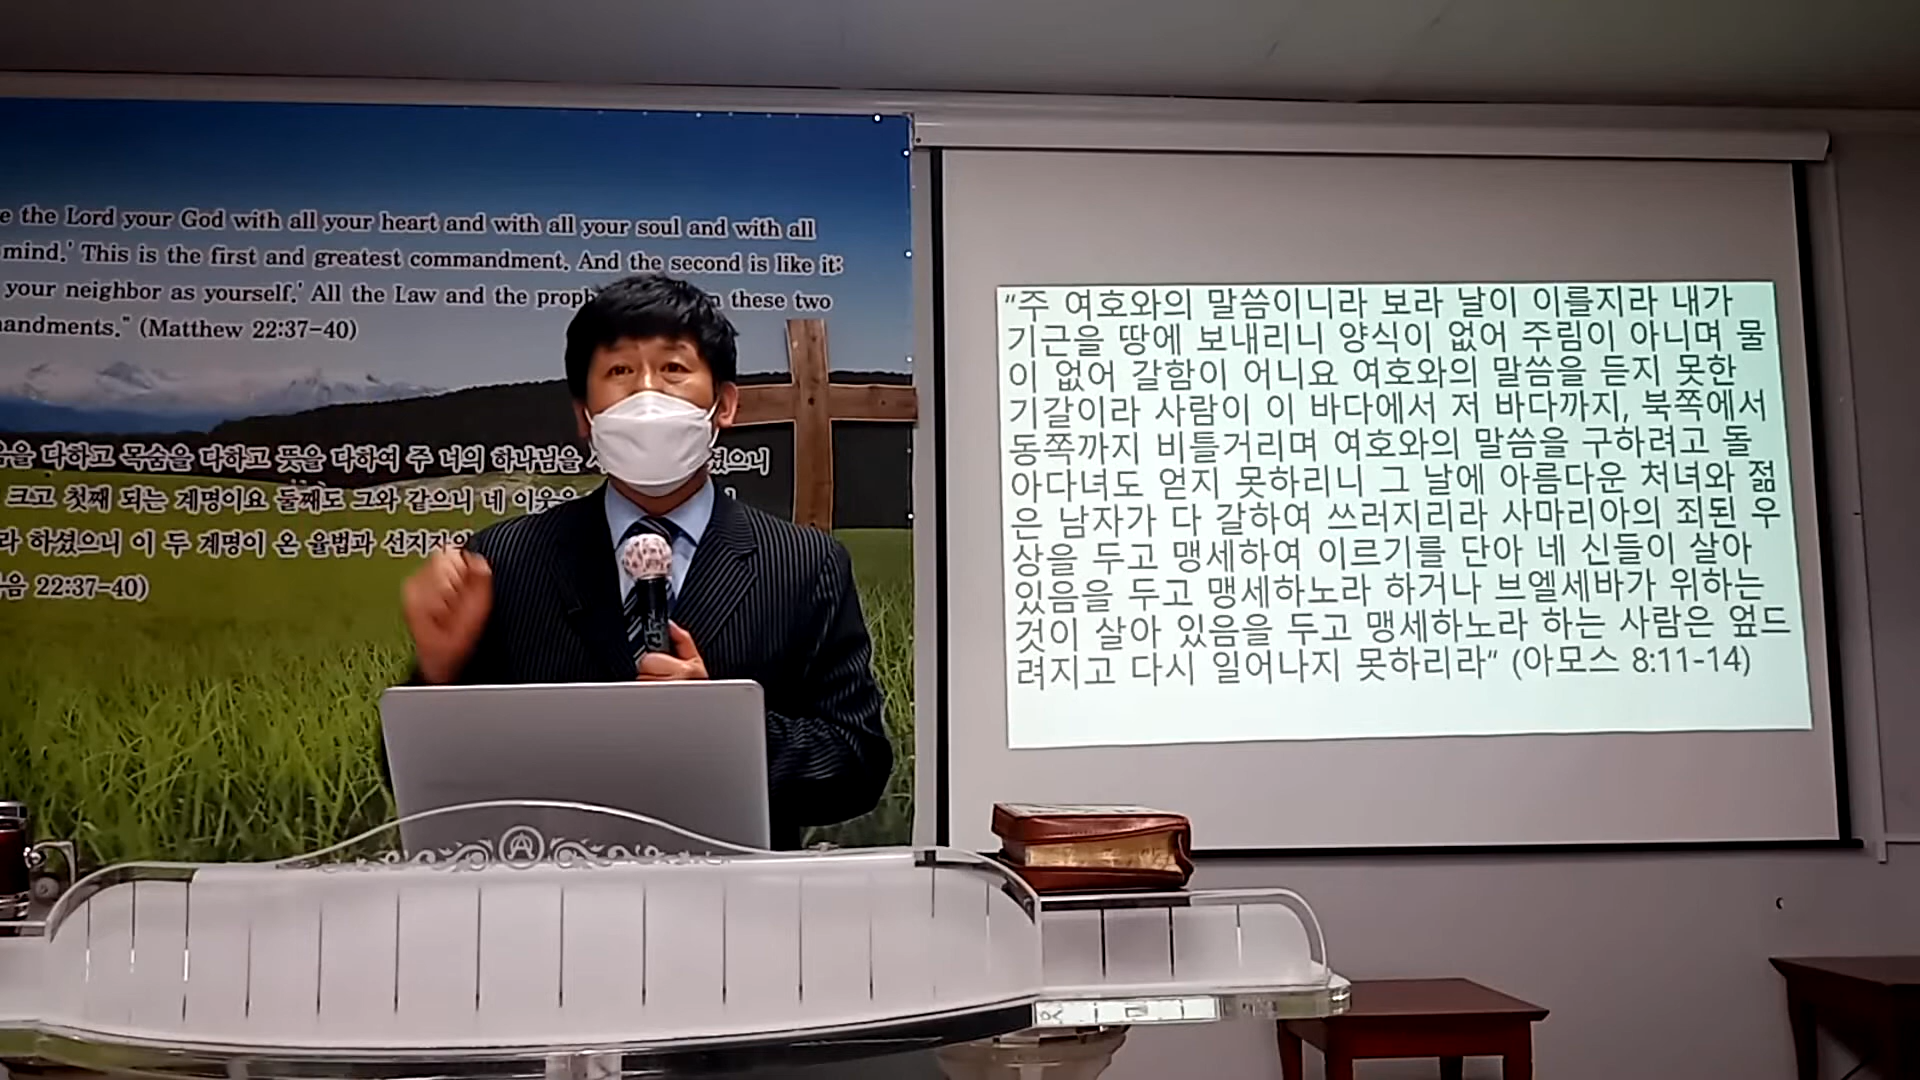 e the Lord your God with all your heart and with all your soul and with all
mind.' This is the first and greatest commandment. And the second is like it:
your neighbor as yourself.' All the Law and the these two
(Matthew 22:37-40)
다하고 목숨을 다하고 뜻을 다하여 주 너의 하나님을
크고 첫째 되는 계명이요 둘째도 그와 같으니 네
하셨으니 이 두 계명이 온 율법과
22:37-40)
“주 여호와의 말씀이니라 보라 날이 이를지라 내가
기근을 땅에 보내리니 양식이 없어 주림이 아니며 물
이 없어 갈함이 어니요 여호와의 말씀을 듣지 못한
기갈이라 사람이 이 바다에서 저 바다까지, 북쪽에서
동쪽까지 비틀거리며 여호와의 말씀을 구하려고 돌
아다녀도 얻지 못하리니 그 날에 아름다운 처녀와 젊
은 남자가 다 갈하여 쓰러지리라 사마리아의 죄된 우
상을 두고 맹세하여 이르기를 단아 네 신들이 살아
있음을 두고 맹세하노라 하거나 브엘세바가 위하는
것이 살아 있음을 두고 맹세하노라 하는 사람은 엎드
려지고 다시 일어나지 못하리라” (아모스 8:11-14)